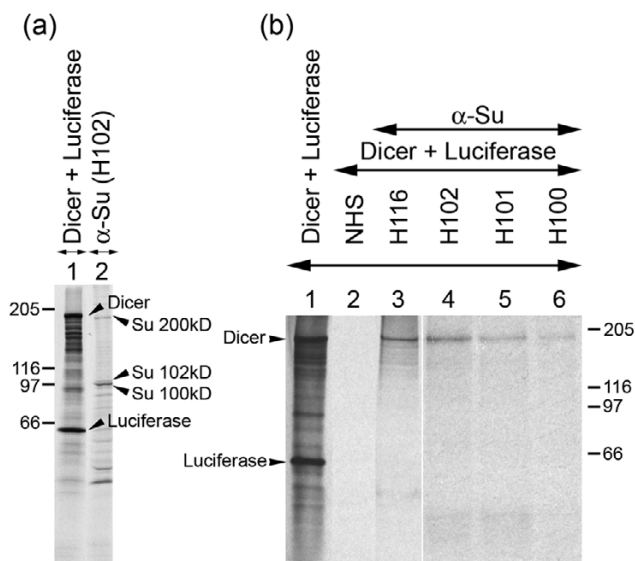 (a)
Dicer + Luciferase
α-Su (H102)
1 2
205
116
97
66
Dicer
Su 200kD
Su 102kD
Su 100kD
Luciferase
(b)
α-Su
Dicer + Luciferase
Dicer + Luciferase
NHS
H116
H102
H101
H100
1 2 3 4 5 6
Dicer
Luciferase
205
116
97
66